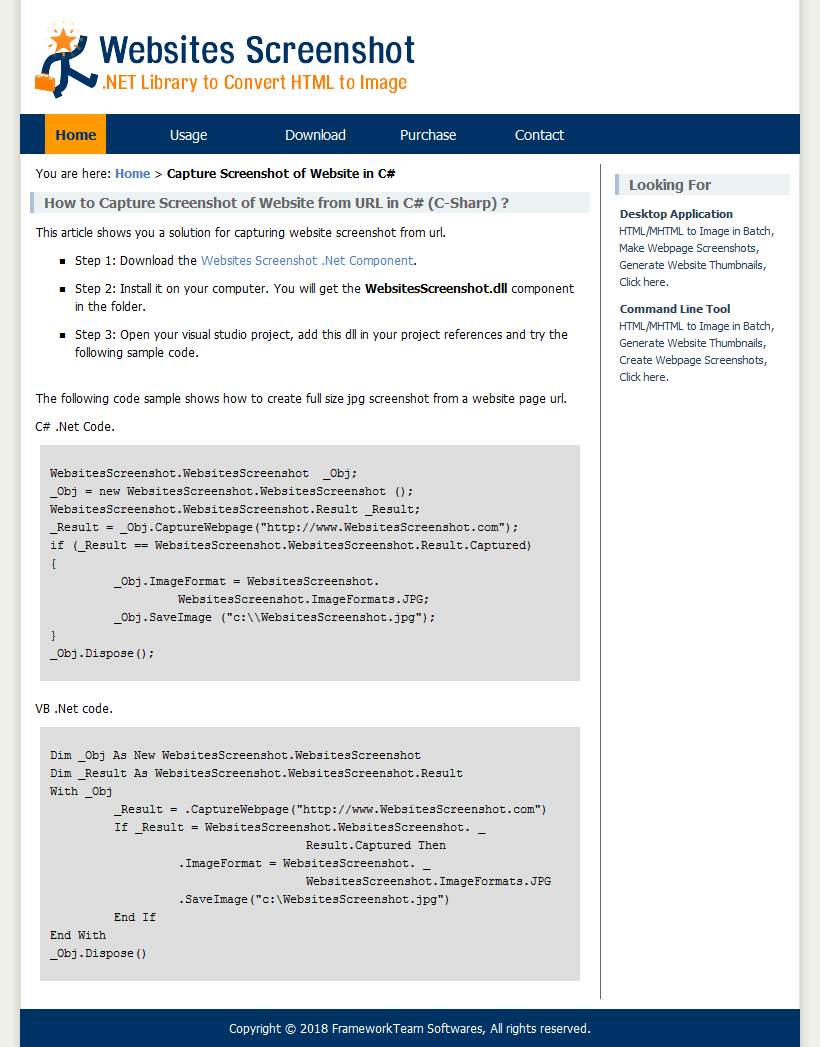 Websites Screenshot
.NET Library to Convert HTML to Image
Home Usage Download Purchase Contact
You are here: Home > Capture Screenshot of Website in C#
How to Capture Screenshot of Website from URL in C# (C-Sharp) ?
This article shows you a solution for capturing website screenshot from url.
▪ Step 1: Download the Websites Screenshot .Net Component.
▪ Step 2: Install it on your computer. You will get the WebsitesScreenshot.dll component
in the folder.
▪ Step 3: Open your visual studio project, add this dll in your project references and try the
following sample code.
The following code sample shows how to create full size jpg screenshot from a website page url.
C# .Net Code.
WebsitesScreenshot.WebsitesScreenshot  _Obj;
_Obj = new WebsitesScreenshot.WebsitesScreenshot ();
WebsitesScreenshot.WebsitesScreenshot.Result _Result;
_Result = _Obj.CaptureWebpage("http://www.WebsitesScreenshot.com");
if (_Result == WebsitesScreenshot.WebsitesScreenshot.Result.Captured)
{
        _Obj.ImageFormat = WebsitesScreenshot.
                WebsitesScreenshot.ImageFormats.JPG;
        _Obj.SaveImage ("c:\\WebsitesScreenshot.jpg");
}
_Obj.Dispose();
VB .Net code.
Dim _Obj As New WebsitesScreenshot.WebsitesScreenshot
Dim _Result As WebsitesScreenshot.WebsitesScreenshot.Result
With _Obj
        _Result = .CaptureWebpage("http://www.WebsitesScreenshot.com")
        If _Result = WebsitesScreenshot.WebsitesScreenshot. _
                                Result.Captured Then
                .ImageFormat = WebsitesScreenshot. _
                                WebsitesScreenshot.ImageFormats.JPG
                .SaveImage("c:\WebsitesScreenshot.jpg")
        End If
End With
_Obj.Dispose()
Looking For
Desktop Application
HTML/MHTML to Image in Batch,
Make Webpage Screenshots,
Generate Website Thumbnails,
Click here.
Command Line Tool
HTML/MHTML to Image in Batch,
Generate Website Thumbnails,
Create Webpage Screenshots,
Click here.
Copyright © 2018 FrameworkTeam Softwares, All rights reserved.